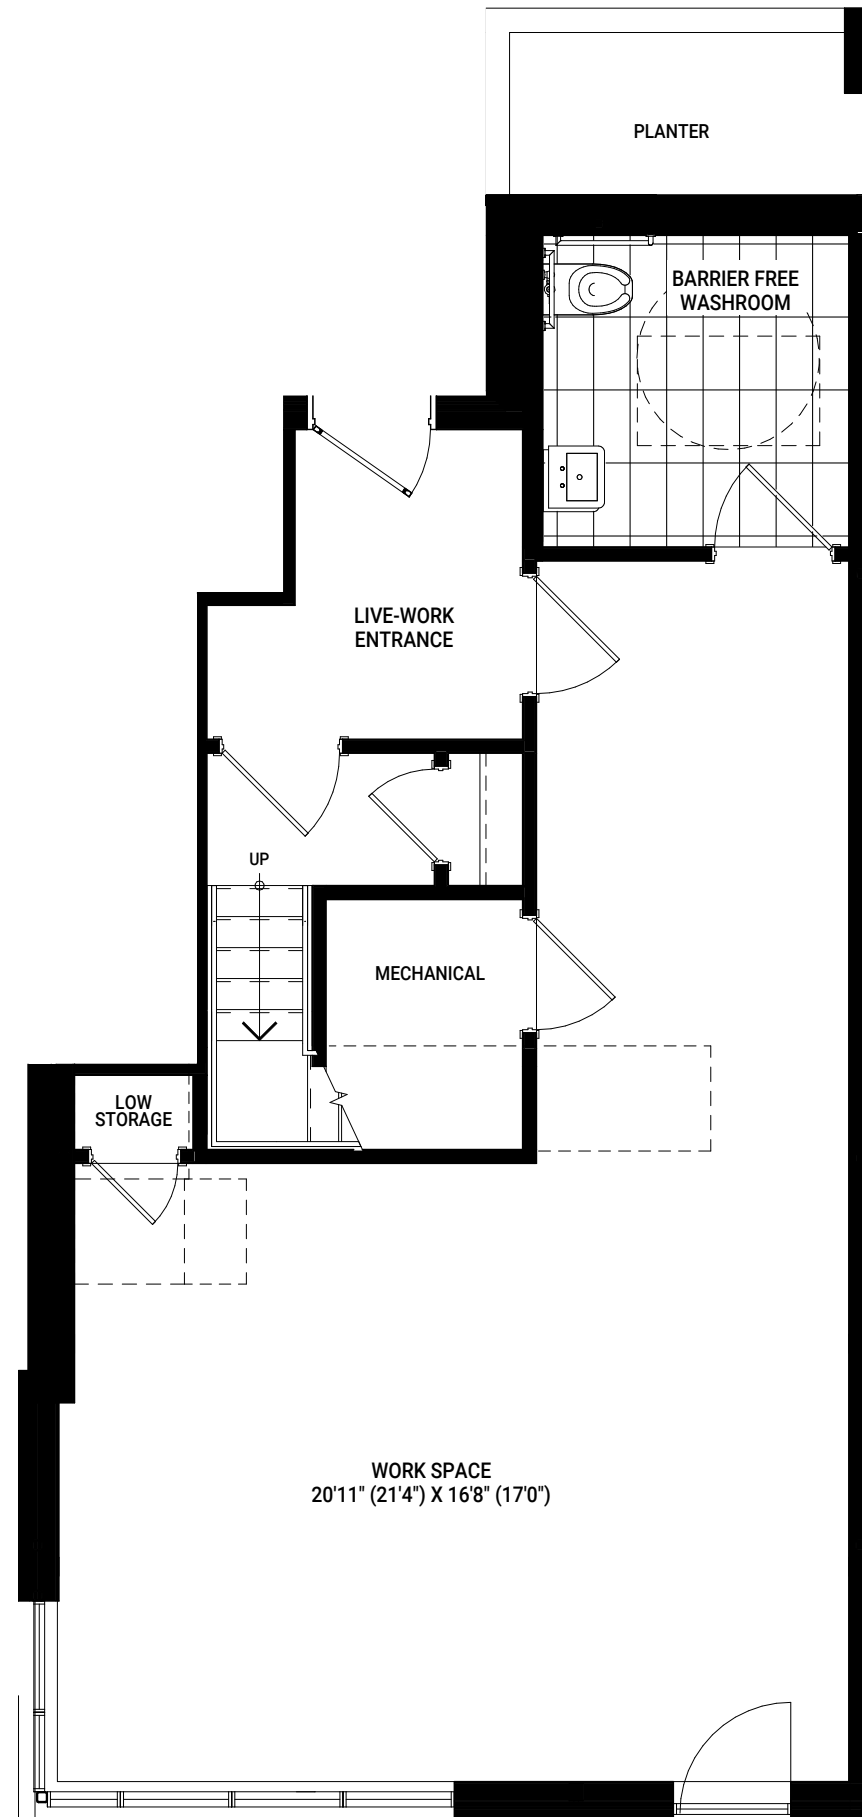 PLANTER
BARRIER FREE
WASHROOM
LIVE-WORK
ENTRANCE
UP
MECHANICAL
LOW
STORAGE
WORK SPACE
20'11" (21'4") X 16'8" (17'0")